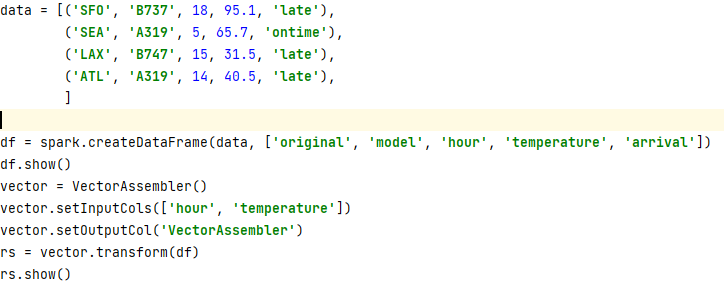 data = [('SFO', 'B737', 18, 95.1, 'late'),
        ('SEA', 'A319', 5, 65.7, 'ontime'),
        ('LAX', 'B747', 15, 31.5, 'late'),
        ('ATL', 'A319', 14, 40.5, 'late'),
        ]
df = spark.createDataFrame(data, ['original', 'model', 'hour', 'temperature', 'arrival'])
df.show()
vector = VectorAssembler()
vector.setInputCols(['hour', 'temperature'])
vector.setOutputCol('VectorAssembler')
rs = vector.transform(df)
rs.show()